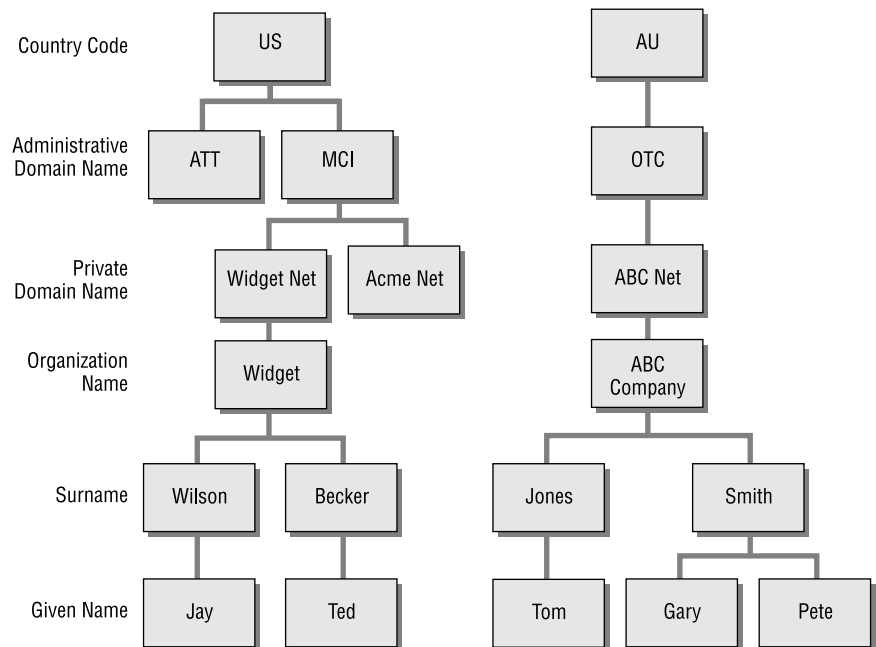 Country Code
US
AU
Administrative
Domain Name
ATT
MCI
OTC
Private
Domain Name
Widget Net
Acme Net
ABC Net
Organization
Name
Widget
ABC
Company
Surname
Wilson
Becker
Jones
Smith
Given Name
Jay
Ted
Tom
Gary
Pete